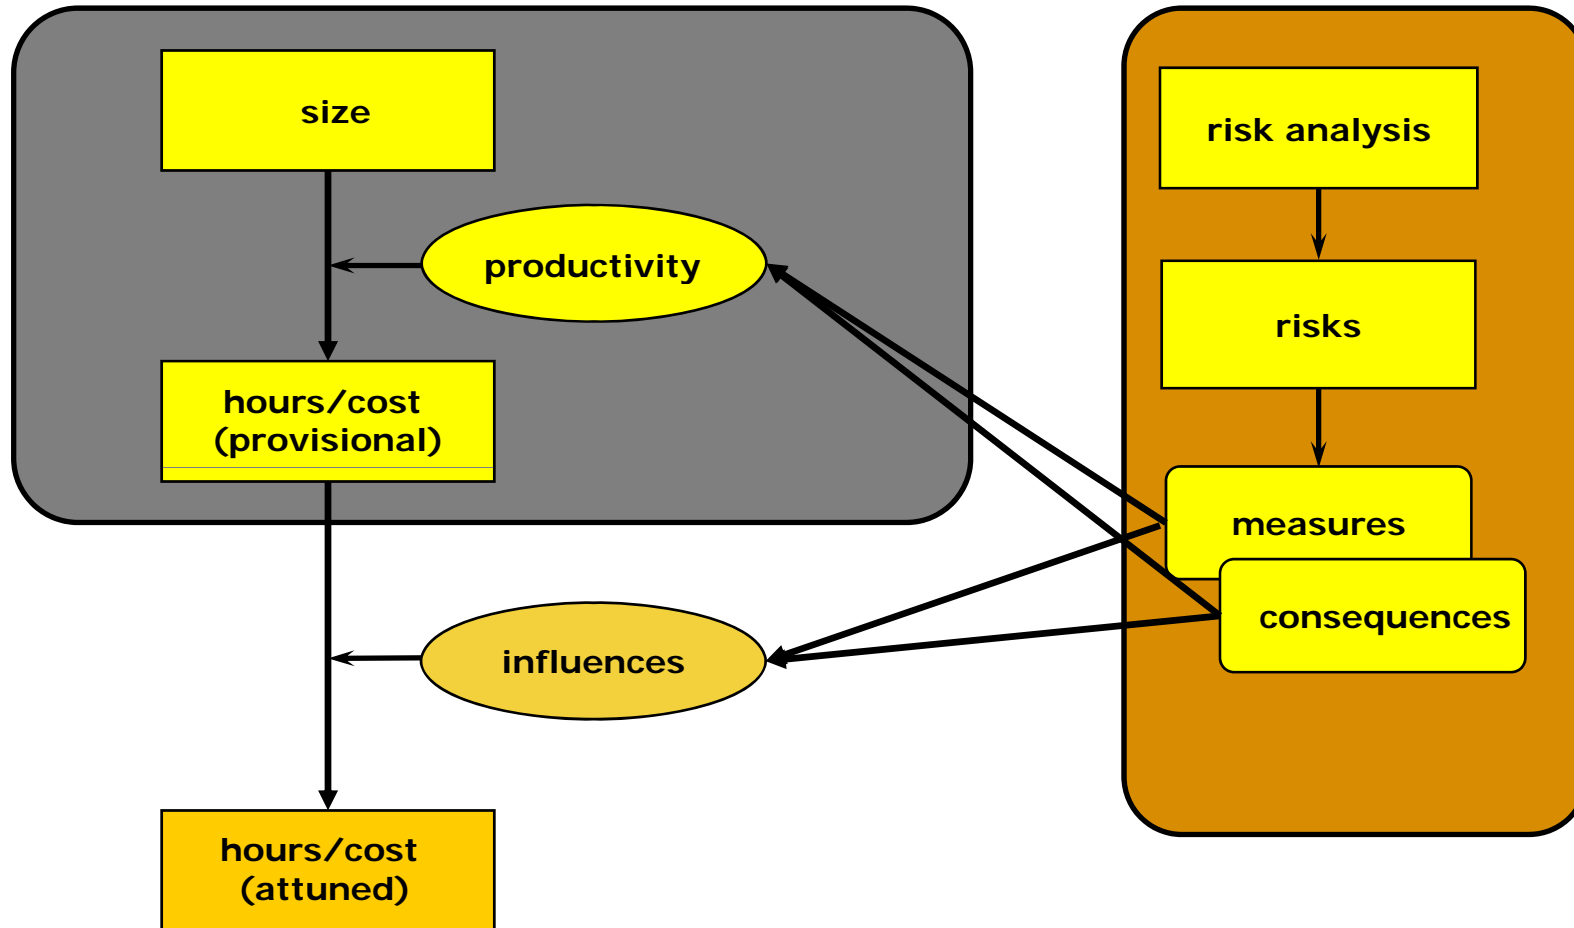 size
productivity
hours/cost
(provisional)
influences
hours/cost
(attuned)
risk analysis
risks
measures
consequences